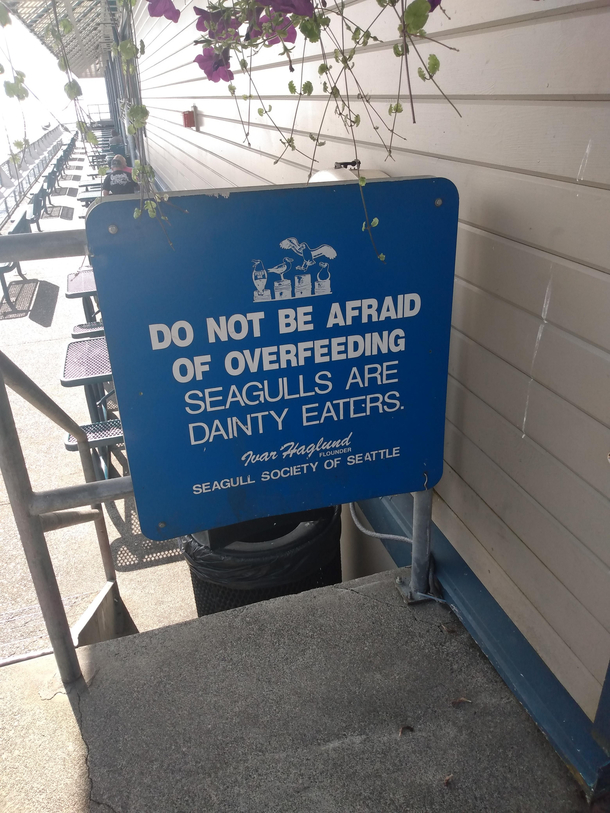 DO NOT BE AFRAID
OF OVERFEEDING
SEAGULLS ARE
DAINTY EATERS.
Ivar Haglund
FLOUNDER
SEAGULL SOCIETY OF SEATTLE